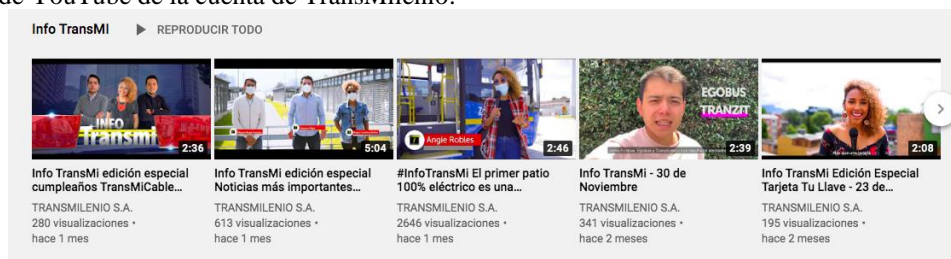 de YouTube de la cuenta de TransMilenio:
Info TransMI REPRODUCIR TODO
INFO
Transmi
2:36
5:04
Angie Robles
2:46
EGOBUS
TRANZIT
2:39
2:08
Info TransMi edición especial
cumpleaños TransMiCable...
TRANSMILENIO S.A.
280 visualizaciones •
hace 1 mes
Info TransMi edición especial
Noticias más importantes...
TRANSMILENIO S.A.
613 visualizaciones •
hace 1 mes
#InfoTransMi El primer patio
100% eléctrico es una...
TRANSMILENIO S.A.
2646 visualizaciones •
hace 1 mes
Info TransMi - 30 de
Noviembre
TRANSMILENIO S.A.
341 visualizaciones •
hace 2 meses
Info TransMi Edición Especial
Tarjeta Tu Llave - 23 de...
TRANSMILENIO S.A.
195 visualizaciones •
hace 2 meses